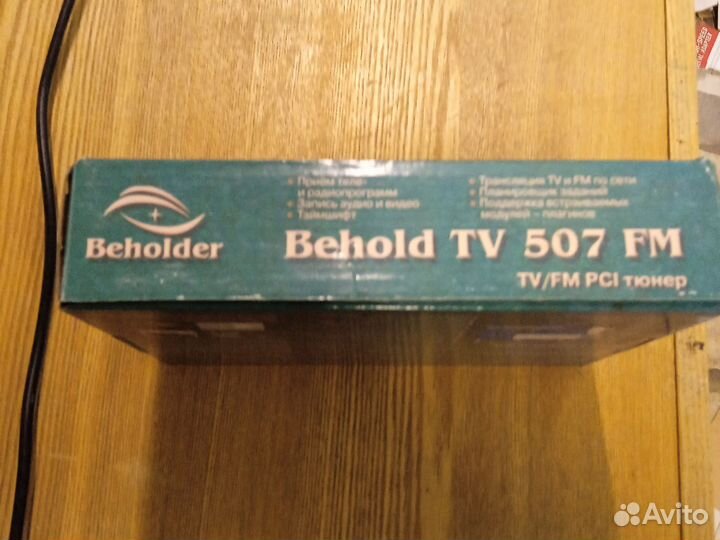 Beholder
• Приём теле-
и радиопрограмм
• Запись аудио и видео
• Таймшифт
• Трансляция TV и FM по сети
• Планировщик заданий
• Поддержка встраиваемых
модулей – плагинов
Behold TV 507 FM
TV/FM PCI тюнер
Avito